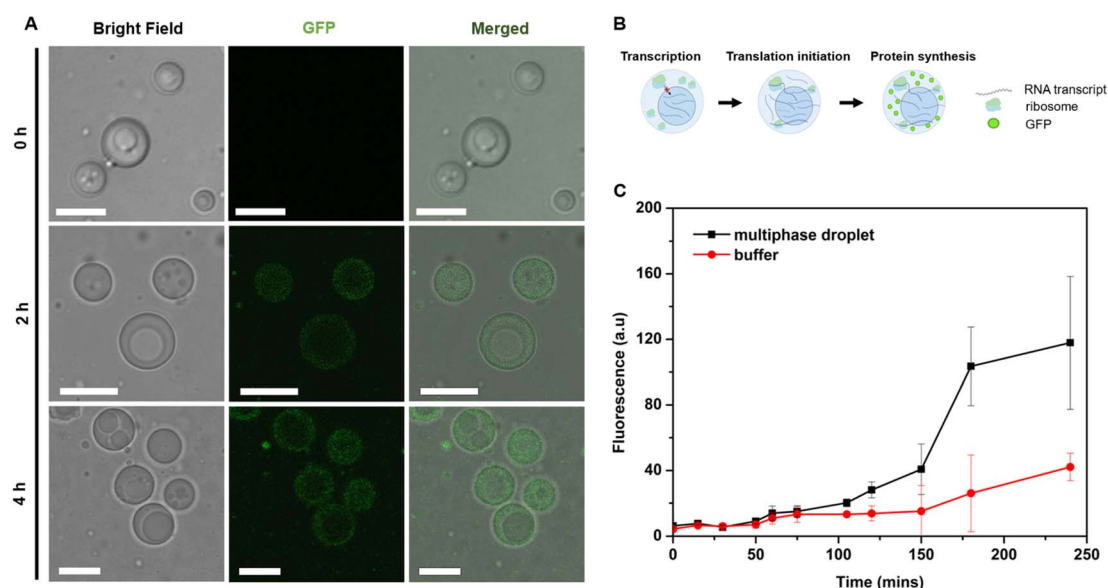 A
Bright Field
GFP
Merged
0 h
2 h
4 h
B
Transcription
Translation initiation
Protein synthesis
RNA transcript
ribosome
GFP
C
200
160
120
80
40
0
multiphase droplet
buffer
Fluorescence (a.u)
0
50
100
150
200
250
Time (mins)